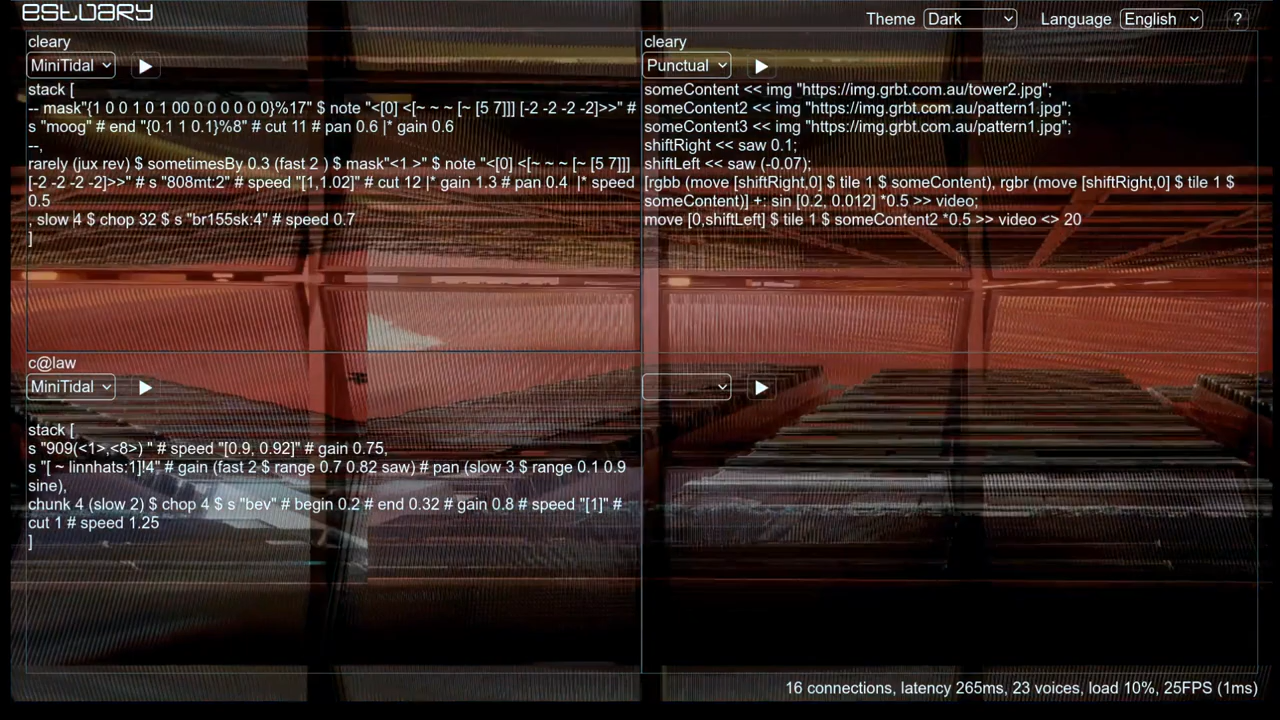 estuary
Theme Dark Language English ?
cleary
MiniTidal
stack [
-- mask"{1 0 0 1 0 1 00 0 0 0 0 0 0}%17" $ note "<[0] <[~ ~ ~ [~ [5 7]]] [-2 -2 -2 -2]>>" #
s "moog" # end "{0.1 1 0.1}%8" # cut 11 # pan 0.6 |* gain 0.6
--,
rarely (jux rev) $ sometimesBy 0.3 (fast 2 ) $ mask"<1 >" $ note "<[0] <[~ ~ ~ [~ [5 7]]]
[-2 -2 -2 -2]>>" # s "808mt:2" # speed "[1,1.02]" # cut 12 |* gain 1.3 # pan 0.4 |* speed
0.5
, slow 4 $ chop 32 $ s "br155sk:4" # speed 0.7
]
cleary
Punctual
someContent << img "https://img.grbt.com.au/tower2.jpg";
someContent2 << img "https://img.grbt.com.au/pattern1.jpg";
someContent3 << img "https://img.grbt.com.au/pattern1.jpg";
shiftRight << saw 0.1;
shiftLeft << saw (-0.07);
[rgbb (move [shiftRight,0] $ tile 1 $ someContent), rgbr (move [shiftRight,0] $ tile 1 $
someContent)] +: sin [0.2, 0.012] *0.5 >> video;
move [0,shiftLeft] $ tile 1 $ someContent2 *0.5 >> video <> 20
c@law
MiniTidal
stack [
s "909(<1>,<8>) " # speed "[0.9, 0.92]" # gain 0.75,
s "[ ~ linnhats:1]!4" # gain (fast 2 $ range 0.7 0.82 saw) # pan (slow 3 $ range 0.1 0.9
sine),
chunk 4 (slow 2) $ chop 4 $ s "bev" # begin 0.2 # end 0.32 # gain 0.8 # speed "[1]" #
cut 1 # speed 1.25
]
16 connections, latency 265ms, 23 voices, load 10%, 25FPS (1ms)